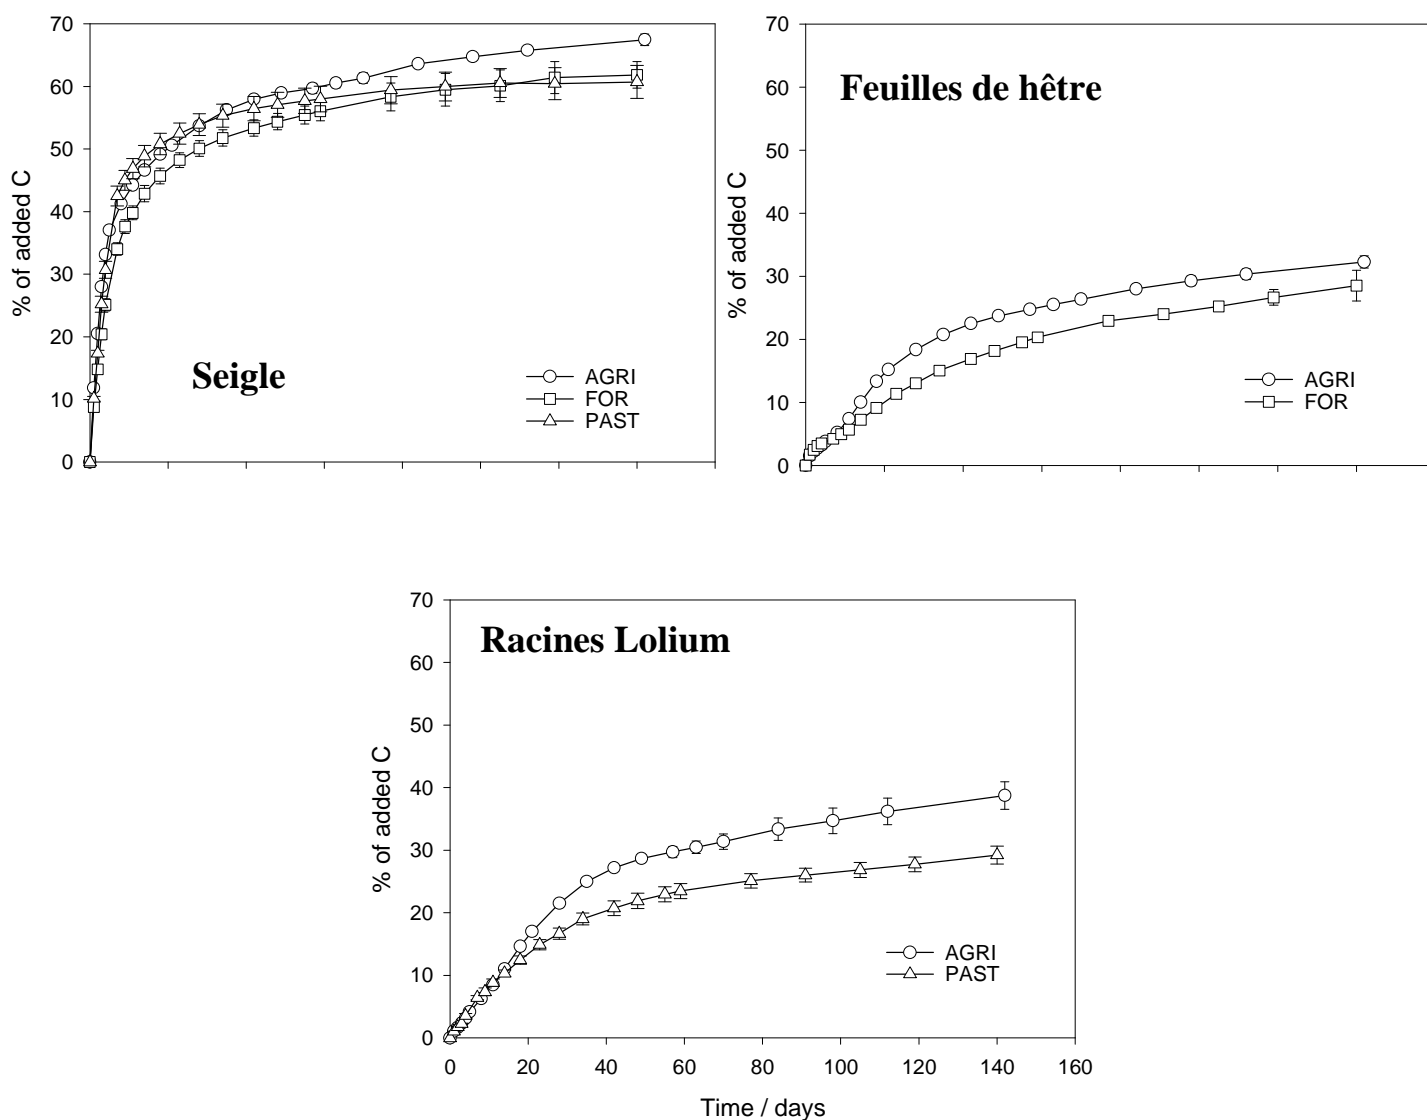 70
60
50
40
30
20
10
0
% of added C
Seigle
AGRI
FOR
PAST
70
60
50
40
30
20
10
0
% of added C
Feuilles de hêtre
AGRI
FOR
70
60
50
40
30
20
10
0
% of added C
Racines Lolium
AGRI
PAST
0 20 40 60 80 100 120 140 160
Time / days